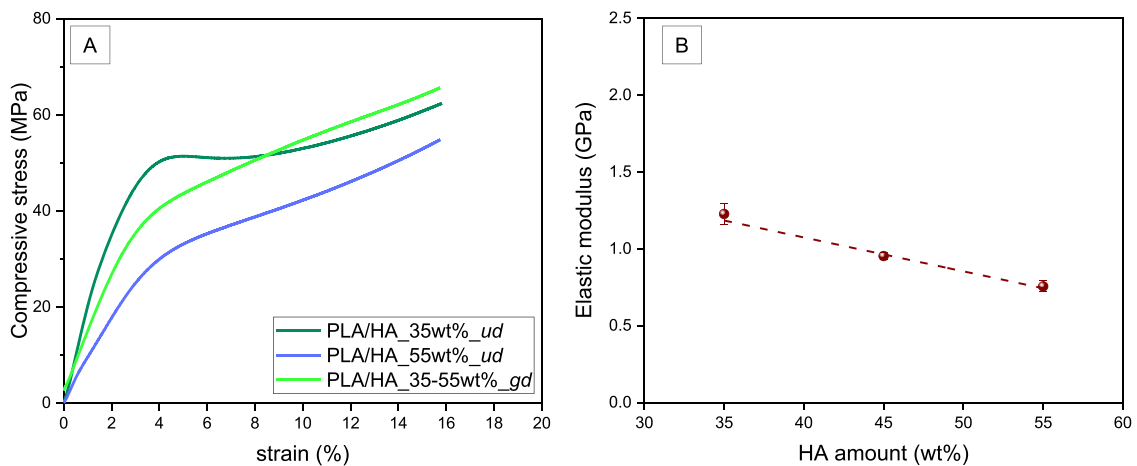 A
Compressive stress (MPa)
80
60
40
20
0
0 2 4 6 8 10 12 14 16 18 20
strain (%)
PLA/HA_35wt%_ud
PLA/HA_55wt%_ud
PLA/HA_35-55wt%_gd
B
Elastic modulus (GPa)
2.5
2.0
1.5
1.0
0.5
0.0
30 35 40 45 50 55 60
HA amount (wt%)